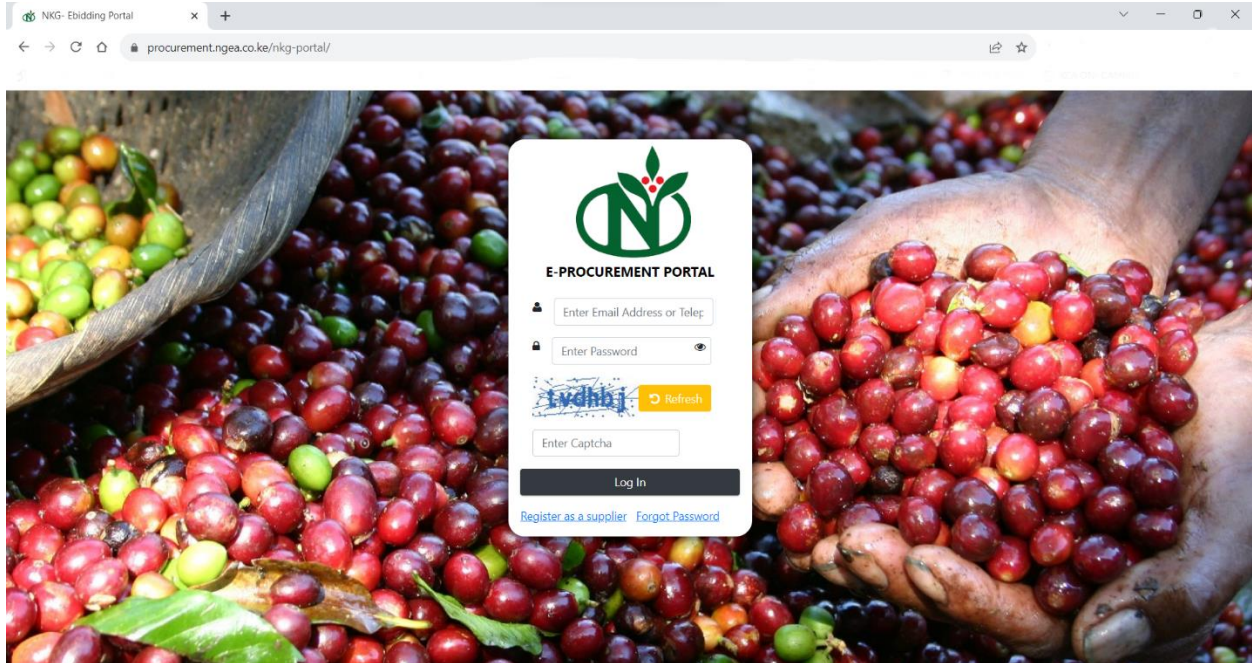 NKG- Ebidding Portal
procurement.ngea.co.ke/nkg-portal/
N
E-PROCUREMENT PORTAL
Enter Email Address or Telep
Enter Password
Refresh
Enter Captcha
Log In
Register as a supplier Forgot Password